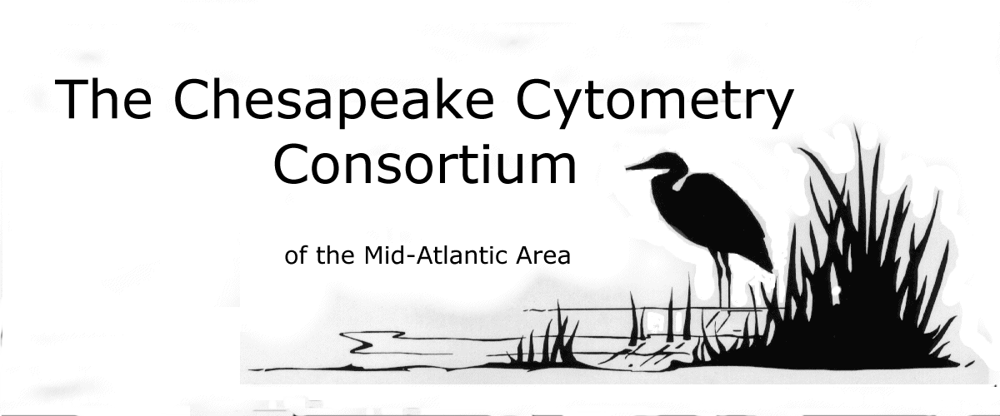 The Chesapeake Cytometry
Consortium
of the Mid-Atlantic Area